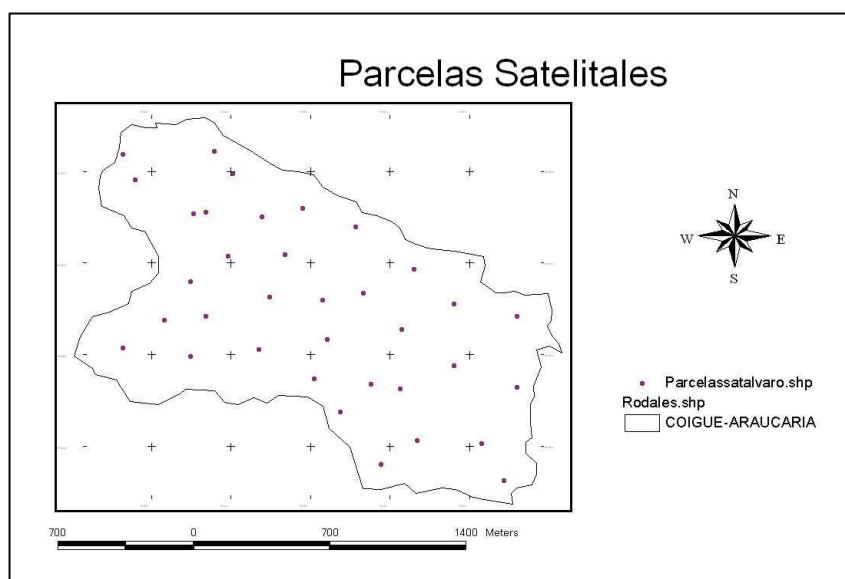 Parcelas Satelitales
N
W E
S
Parcelassatalvaro.shp
Rodales.shp
COIGUE-ARAUCARIA
700 0 700 1400 Meters